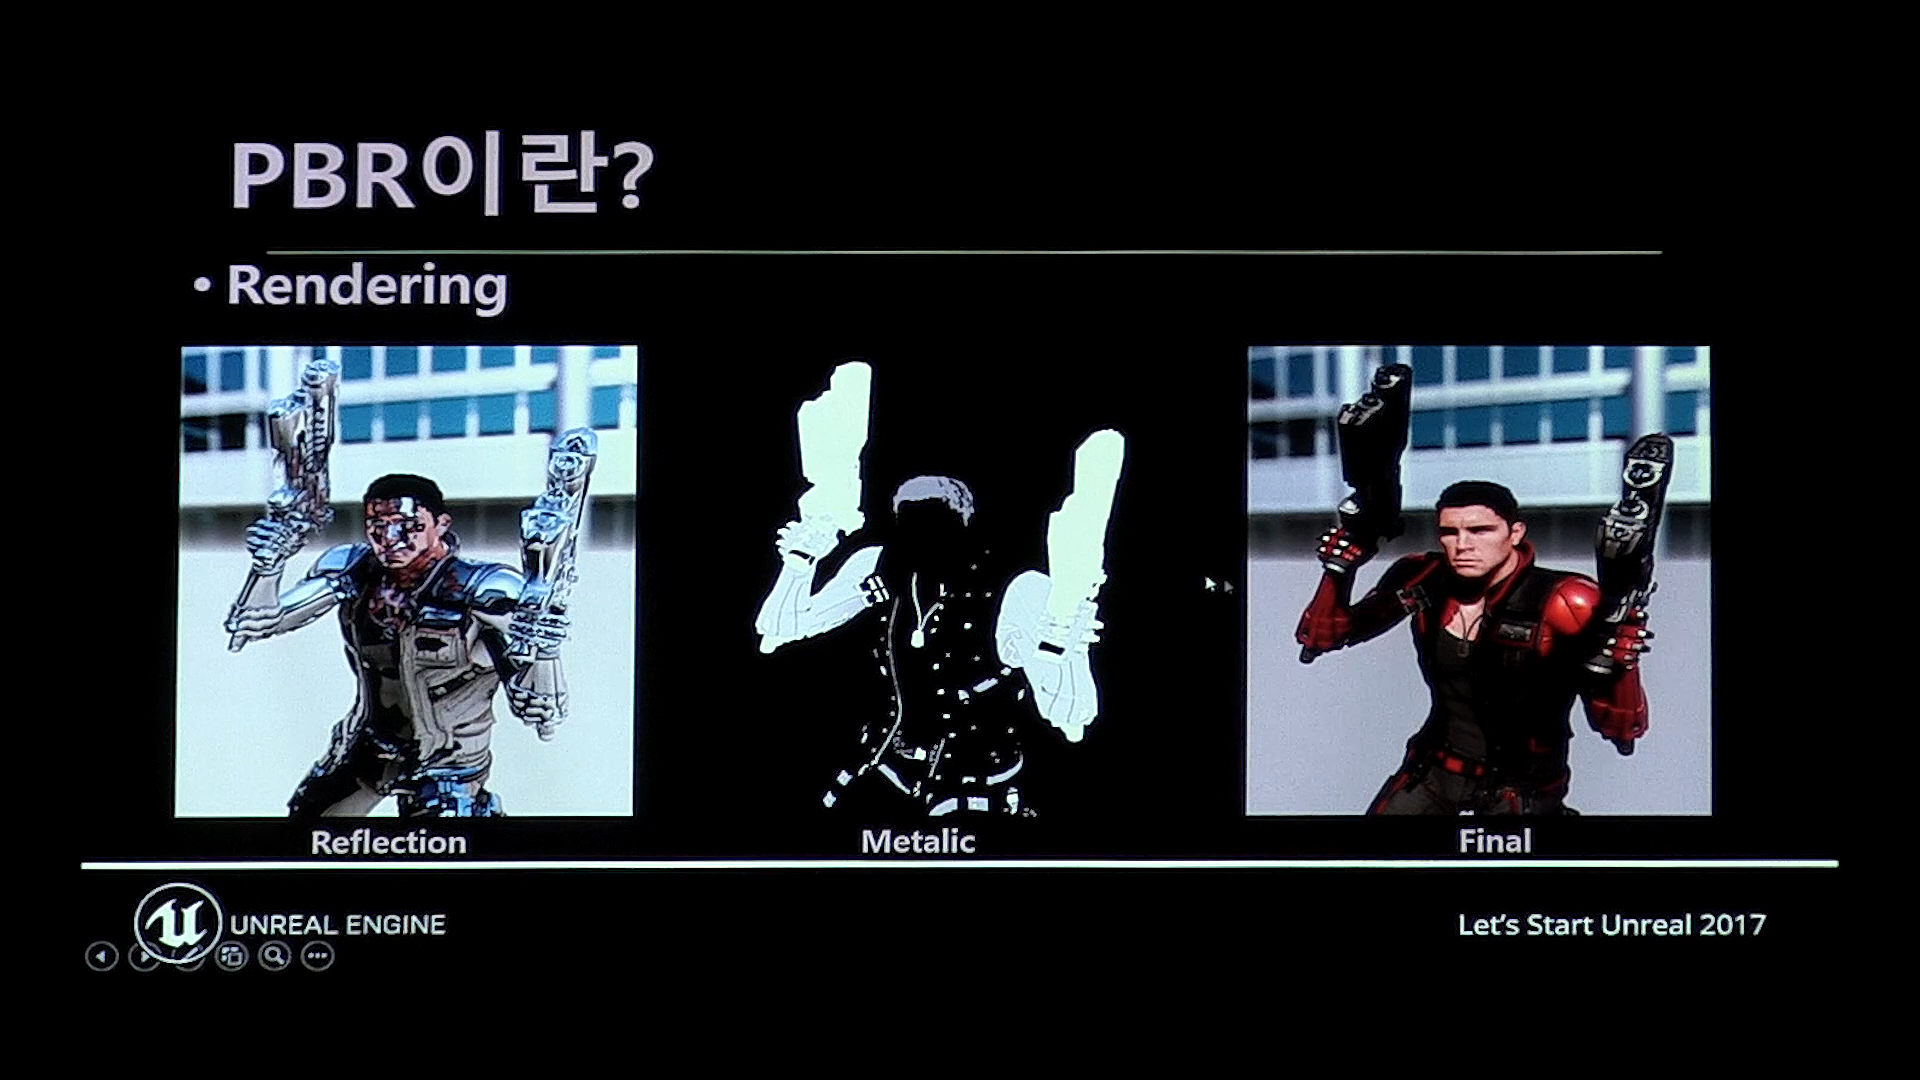 PBR이란?
• Rendering
Reflection
Metalic
Final
UNREAL ENGINE
Let's Start Unreal 2017